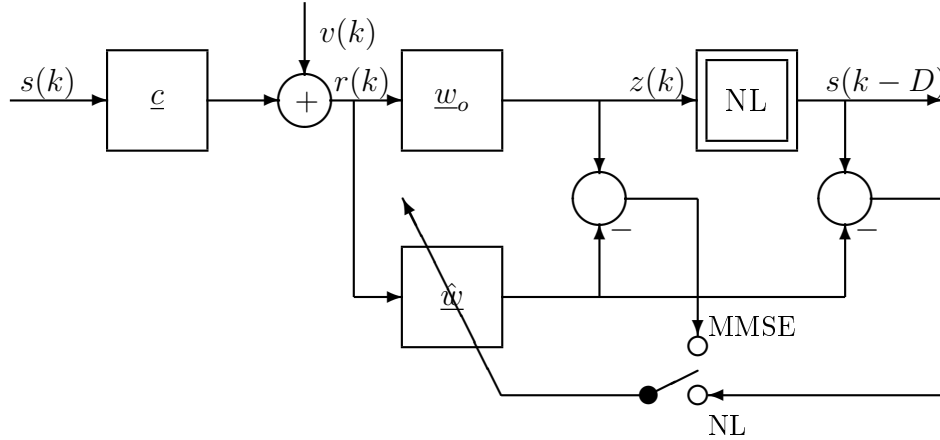 v(k)
s(k)
c
+
r(k)
w_o
z(k)
NL
s(k − D)
−
−
ŵ
MMSE
NL